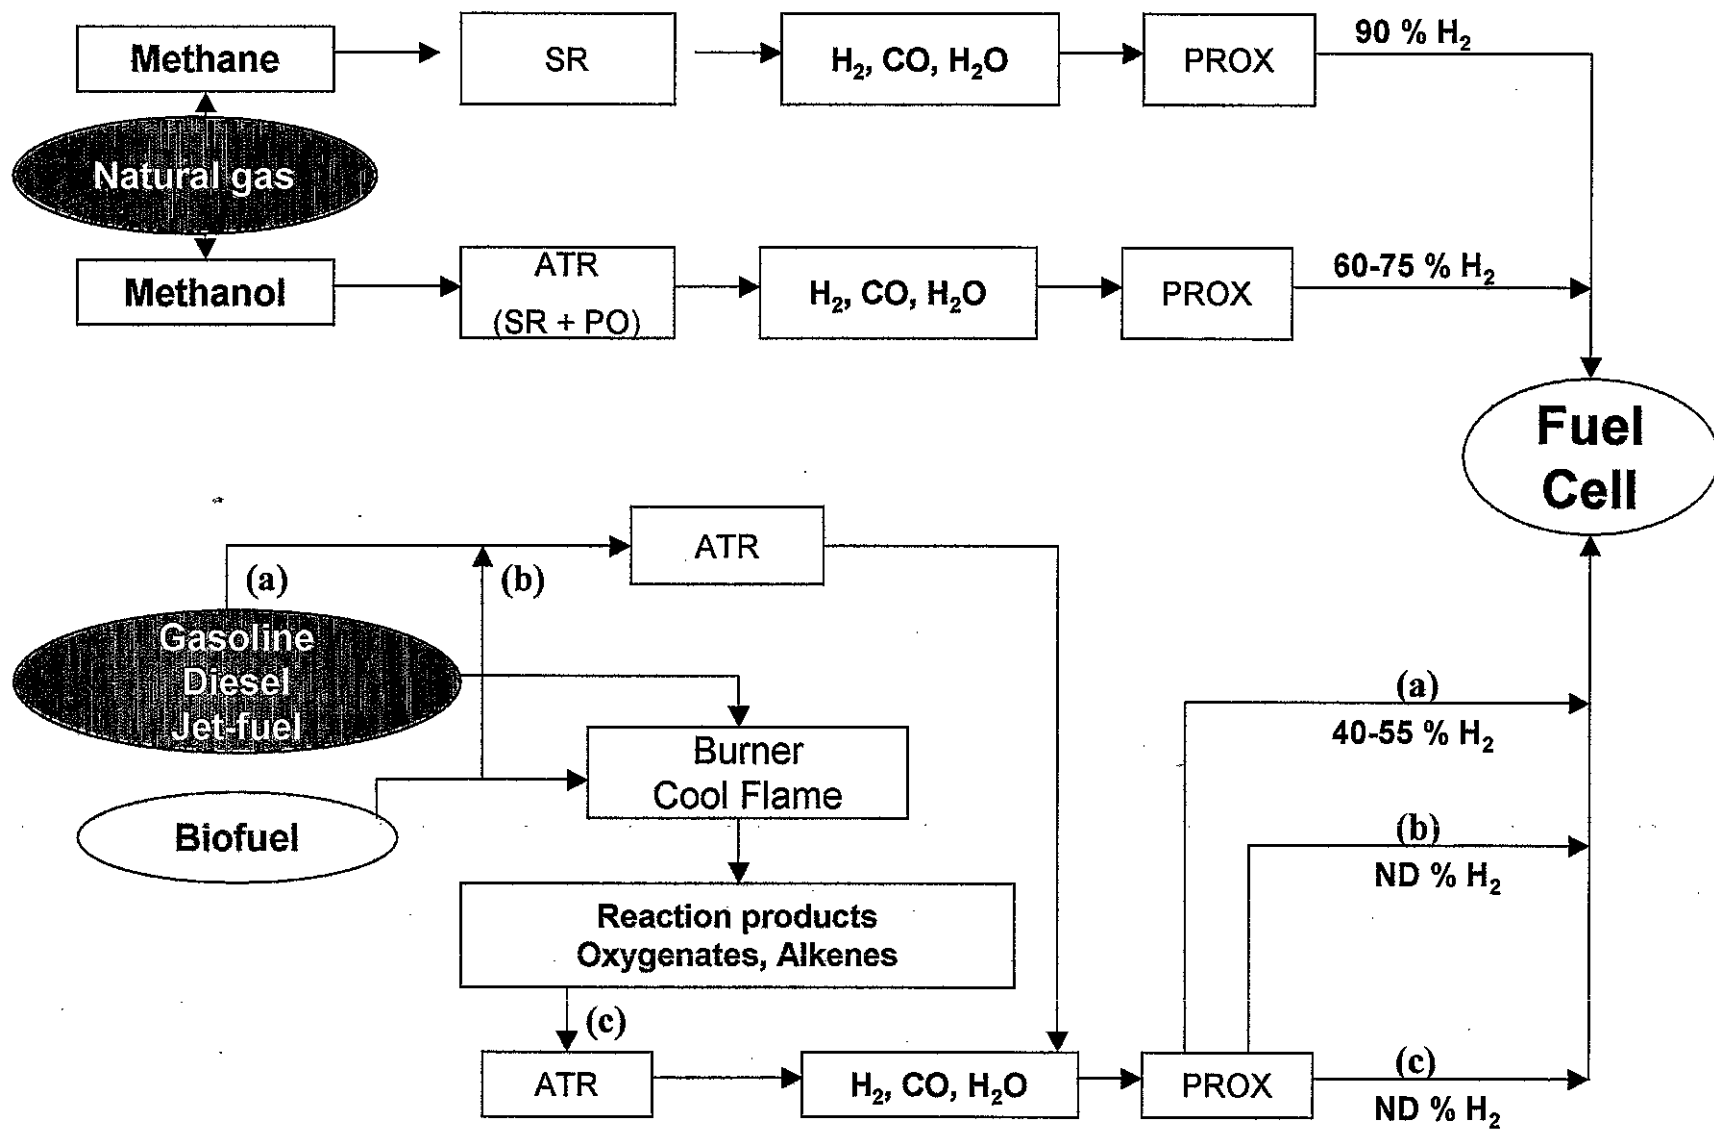 90 % H₂
Methane
SR
H₂, CO, H₂O
PROX
Natural gas
Methanol
ATR
(SR + PO)
H₂, CO, H₂O
PROX
60-75 % H₂
Fuel
Cell
ATR
(a)
(b)
Gasoline
Diesel
Jet-fuel
Burner
Cool Flame
Biofuel
Reaction products
Oxygenates, Alkenes
(c)
ATR
H₂, CO, H₂O
PROX
(a)
40-55 % H₂
(b)
ND % H₂
(c)
ND % H₂